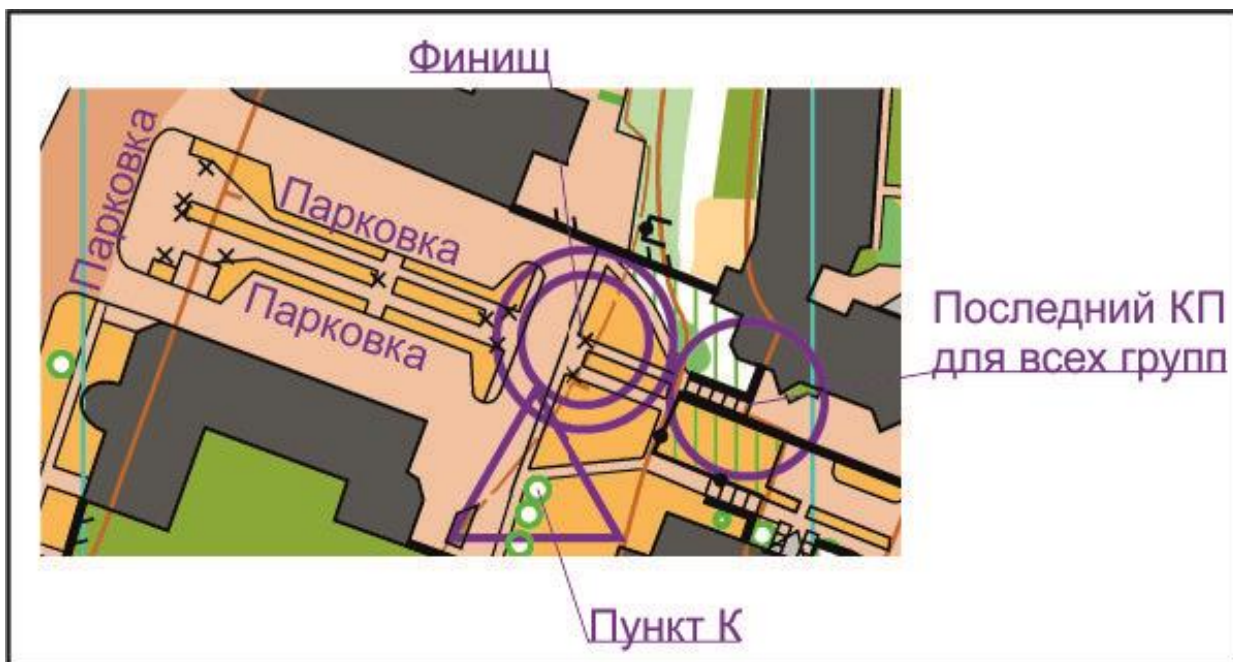 Финиш
Парковка
Парковка
Парковка
Последний КП
для всех групп
Пункт К